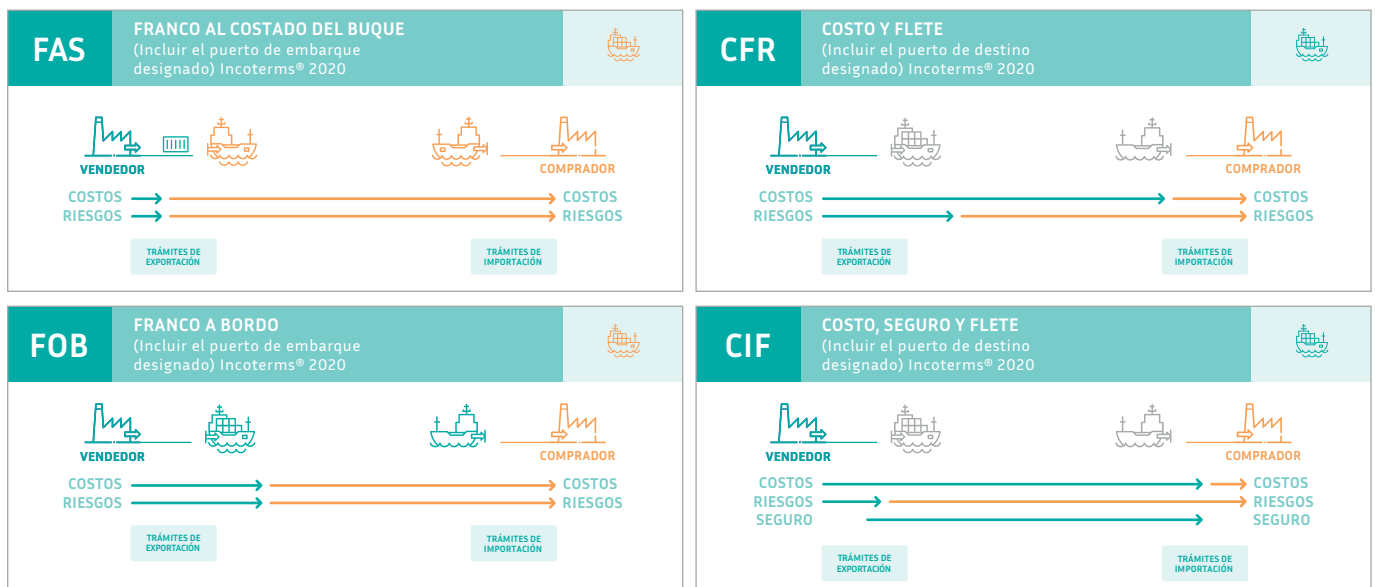 FAS
FRANCO AL COSTADO DEL BUQUE
(Incluir el puerto de embarque
designado) Incoterms® 2020
VENDEDOR
COMPRADOR
COSTOS
COSTOS
RIESGOS
RIESGOS
TRÁMITES DE
EXPORTACIÓN
TRÁMITES DE
IMPORTACIÓN
CFR
COSTO Y FLETE
(Incluir el puerto de destino
designado) Incoterms® 2020
VENDEDOR
COMPRADOR
COSTOS
COSTOS
RIESGOS
RIESGOS
TRÁMITES DE
EXPORTACIÓN
TRÁMITES DE
IMPORTACIÓN
FOB
FRANCO A BORDO
(Incluir el puerto de embarque
designado) Incoterms® 2020
VENDEDOR
COMPRADOR
COSTOS
COSTOS
RIESGOS
RIESGOS
TRÁMITES DE
EXPORTACIÓN
TRÁMITES DE
IMPORTACIÓN
CIF
COSTO, SEGURO Y FLETE
(Incluir el puerto de destino
designado) Incoterms® 2020
VENDEDOR
COMPRADOR
COSTOS
COSTOS
RIESGOS
RIESGOS
SEGURO
SEGURO
TRÁMITES DE
EXPORTACIÓN
TRÁMITES DE
IMPORTACIÓN